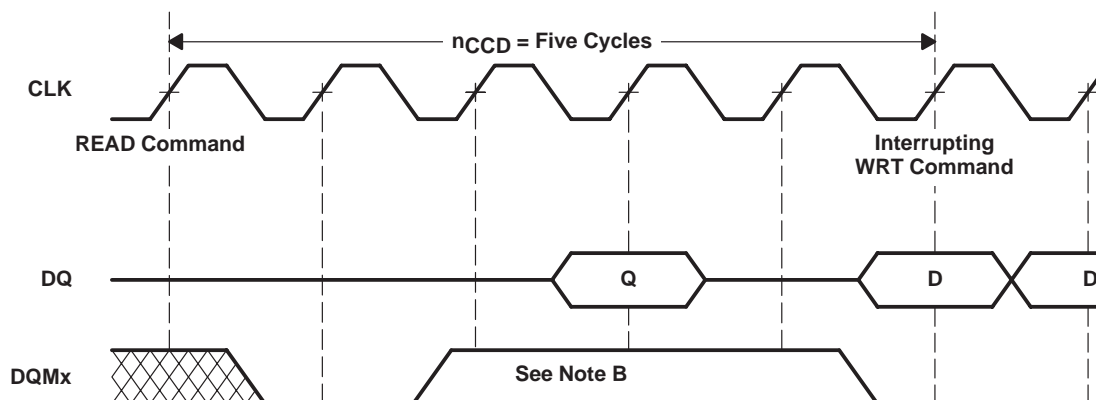 nCCD = Five Cycles
CLK
READ Command
Interrupting
WRT Command
DQ
Q
D
D
DQMx
See Note B